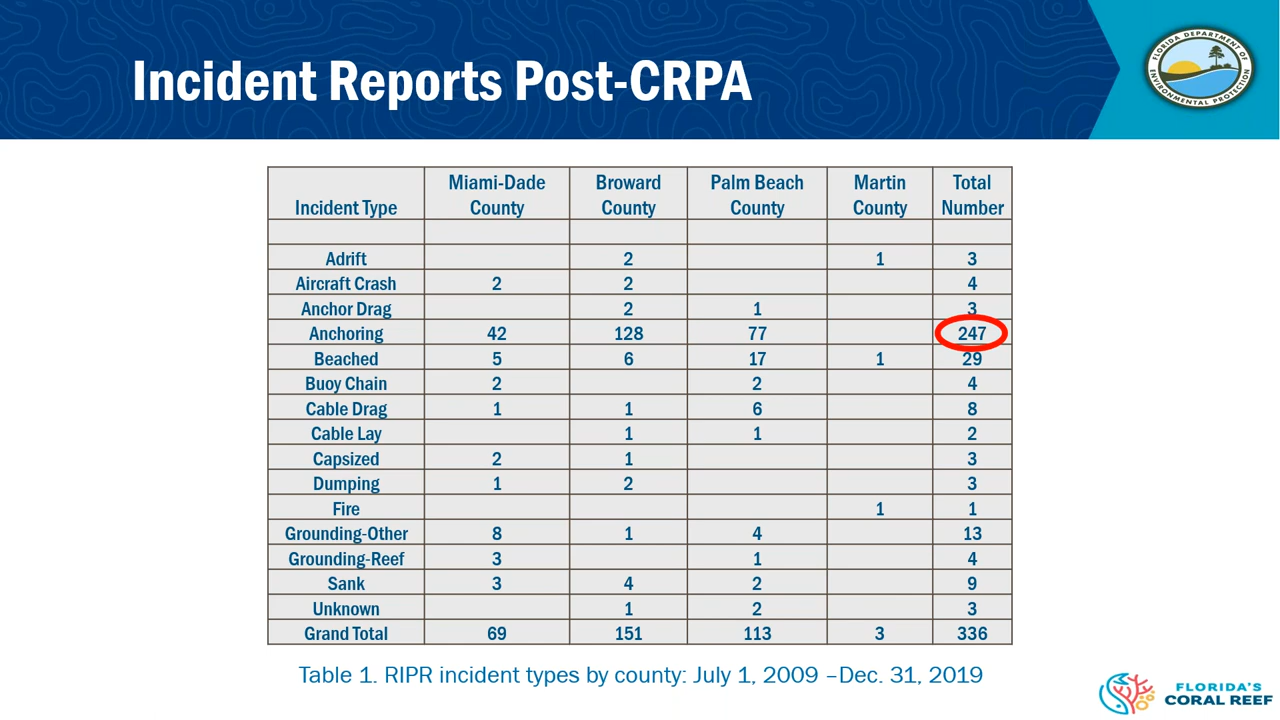 Incident Reports Post-CRPA
FLORIDA DEPARTMENT OF
ENVIRONMENTAL PROTECTION
Incident Type Miami-Dade County Broward County Palm Beach County Martin County Total Number
Adrift 2 1 3
Aircraft Crash 2 2 4
Anchor Drag 2 1 3
Anchoring 42 128 77 247
Beached 5 6 17 1 29
Buoy Chain 2 2 4
Cable Drag 1 1 6 8
Cable Lay 1 1 2
Capsized 2 1 3
Dumping 1 2 3
Fire 1 1
Grounding-Other 8 1 4 13
Grounding-Reef 3 1 4
Sank 3 4 2 9
Unknown 1 2 3
Grand Total 69 151 113 3 336
Table 1. RIPR incident types by county: July 1, 2009 –Dec. 31, 2019
FLORIDA'S
CORAL REEF